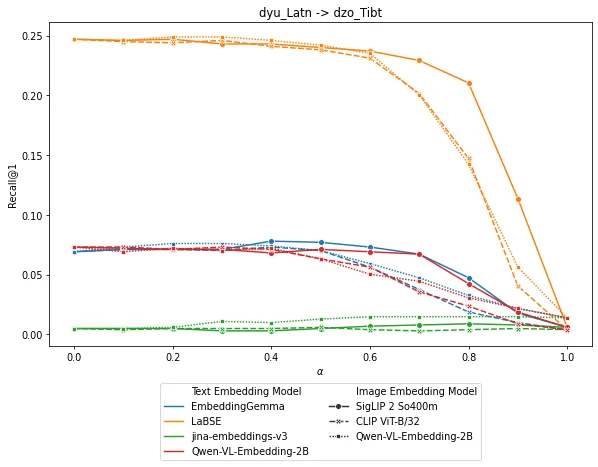 dyu_Latn -> dzo_Tibt
Recall@1
0.25
0.20
0.15
0.10
0.05
0.00
0.0 0.2 0.4 0.6 0.8 1.0
α
Text Embedding Model Image Embedding Model
EmbeddingGemma SigLIP 2 So400m
LaBSE CLIP ViT-B/32
jina-embeddings-v3 Qwen-VL-Embedding-2B
Qwen-VL-Embedding-2B